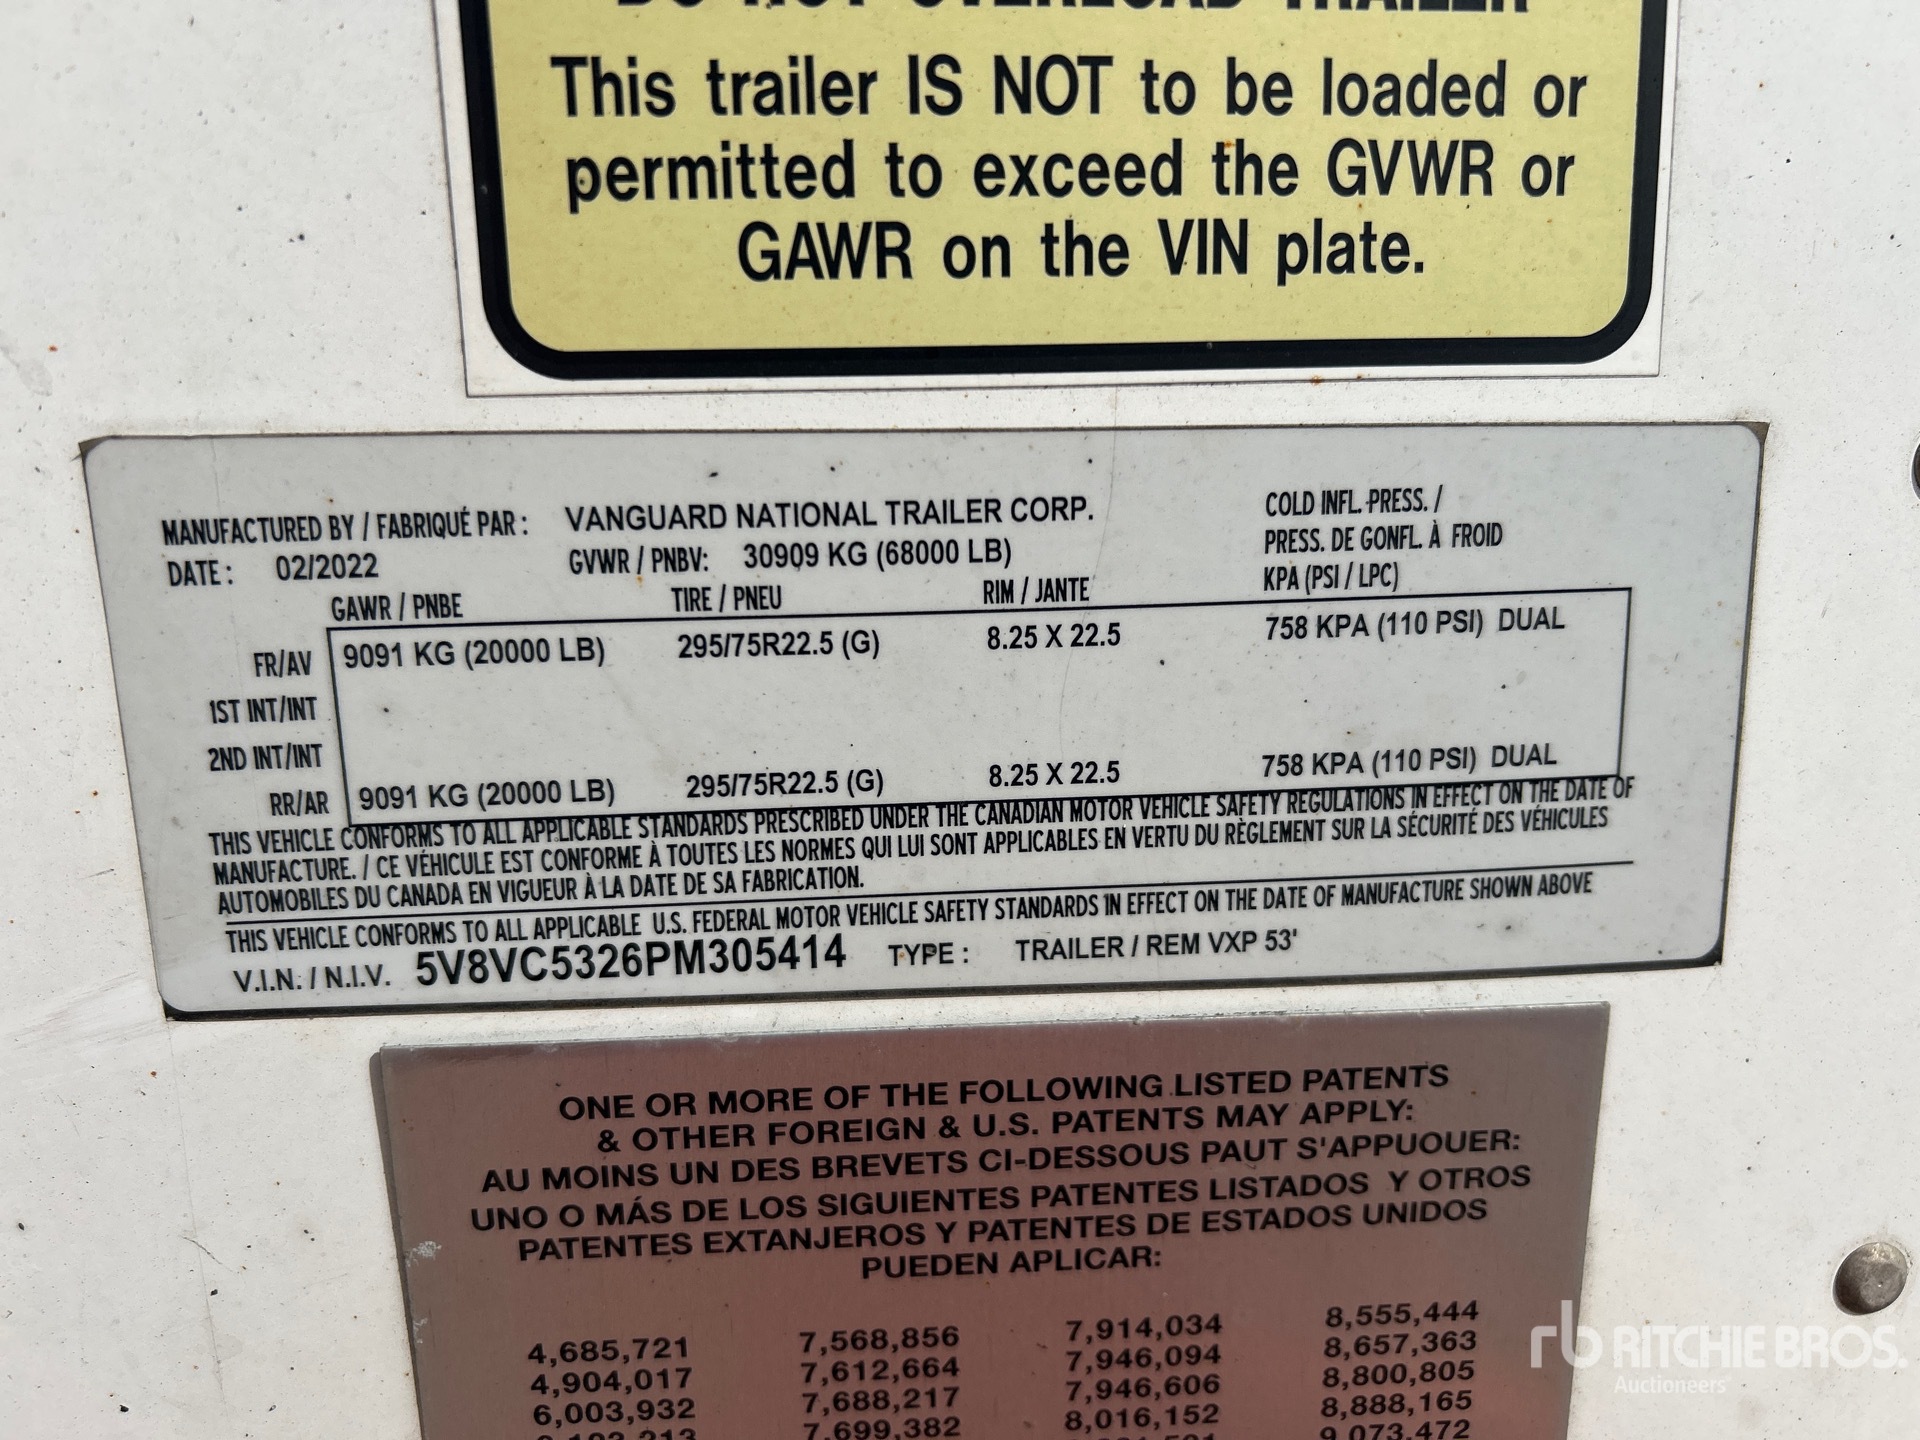 DO NOT OVERLOAD TRAILER
This trailer IS NOT to be loaded or
permitted to exceed the GVWR or
GAWR on the VIN plate.
MANUFACTURED BY / FABRIQUÉ PAR : VANGUARD NATIONAL TRAILER CORP.
DATE : 02/2022 GVWR / PNBV: 30909 KG (68000 LB)
COLD INFL. PRESS. /
PRESS. DE GONFL. À FROID
KPA (PSI / LPC)
GAWR / PNBE TIRE / PNEU RIM / JANTE
FR/AV 9091 KG (20000 LB) 295/75R22.5 (G) 8.25 X 22.5 758 KPA (110 PSI) DUAL
1ST INT/INT
2ND INT/INT
RR/AR 9091 KG (20000 LB) 295/75R22.5 (G) 8.25 X 22.5 758 KPA (110 PSI) DUAL
THIS VEHICLE CONFORMS TO ALL APPLICABLE STANDARDS PRESCRIBED UNDER THE CANADIAN MOTOR VEHICLE SAFETY REGULATIONS IN EFFECT ON THE DATE OF
MANUFACTURE. / CE VÉHICULE EST CONFORME À TOUTES LES NORMES QUI LUI SONT APPLICABLES EN VERTU DU RÈGLEMENT SUR LA SÉCURITÉ DES VÉHICULES
AUTOMOBILES DU CANADA EN VIGUEUR À LA DATE DE SA FABRICATION.
THIS VEHICLE CONFORMS TO ALL APPLICABLE U.S. FEDERAL MOTOR VEHICLE SAFETY STANDARDS IN EFFECT ON THE DATE OF MANUFACTURE SHOWN ABOVE
V.I.N. / N.I.V. 5V8VC5326PM305414 TYPE : TRAILER / REM VXP 53'
ONE OR MORE OF THE FOLLOWING LISTED PATENTS
& OTHER FOREIGN & U.S. PATENTS MAY APPLY:
AU MOINS UN DES BREVETS CI-DESSOUS PAUT S'APPUOUER:
UNO O MÁS DE LOS SIGUIENTES PATENTES LISTADOS Y OTROS
PATENTES EXTANJEROS Y PATENTES DE ESTADOS UNIDOS
PUEDEN APLICAR:
4,685,721 7,568,856 7,914,034 8,555,444
4,904,017 7,612,664 7,946,094 8,657,363
6,003,932 7,688,217 7,946,606 8,800,805
7,699,382 8,016,152 8,888,165
9,073,472
rb RITCHIE BROS.
Auctioneers